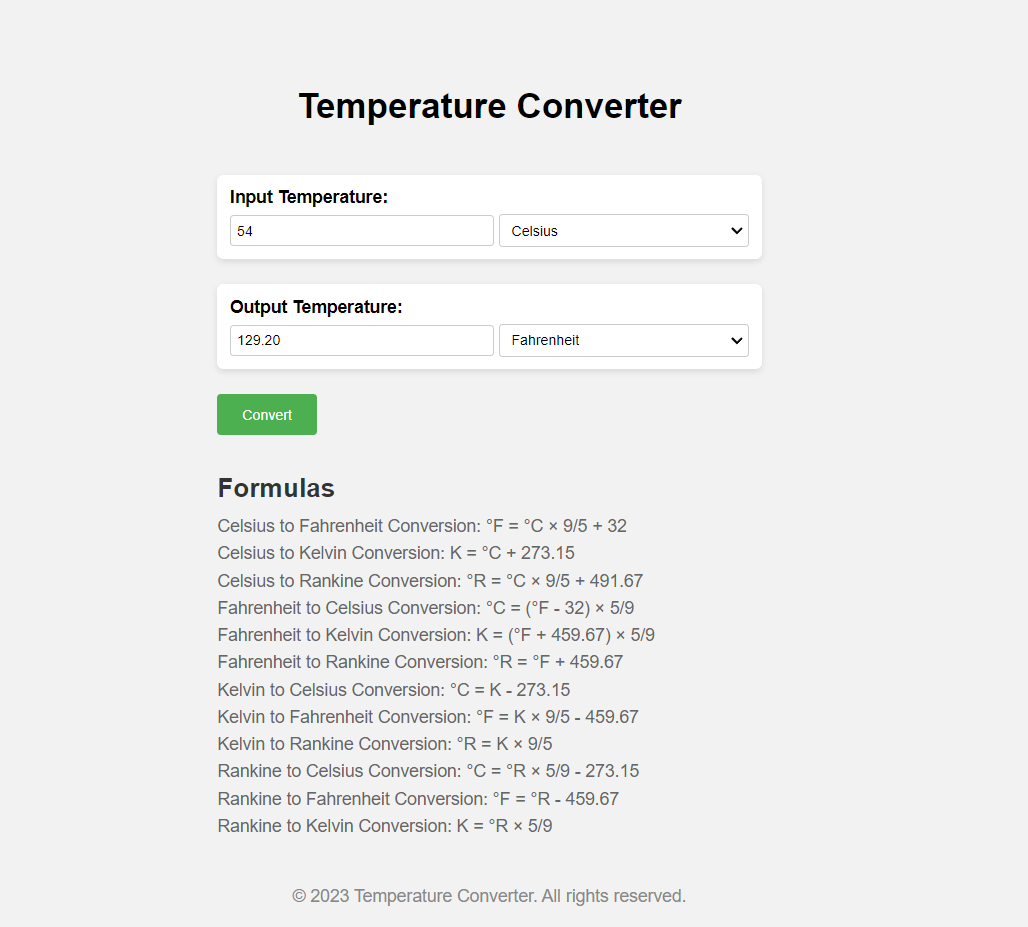 Temperature Converter
Input Temperature:
54 Celsius
Output Temperature:
129.20 Fahrenheit
Convert
Formulas
Celsius to Fahrenheit Conversion: °F = °C × 9/5 + 32
Celsius to Kelvin Conversion: K = °C + 273.15
Celsius to Rankine Conversion: °R = °C × 9/5 + 491.67
Fahrenheit to Celsius Conversion: °C = (°F - 32) × 5/9
Fahrenheit to Kelvin Conversion: K = (°F + 459.67) × 5/9
Fahrenheit to Rankine Conversion: °R = °F + 459.67
Kelvin to Celsius Conversion: °C = K - 273.15
Kelvin to Fahrenheit Conversion: °F = K × 9/5 - 459.67
Kelvin to Rankine Conversion: °R = K × 9/5
Rankine to Celsius Conversion: °C = °R × 5/9 - 273.15
Rankine to Fahrenheit Conversion: °F = °R - 459.67
Rankine to Kelvin Conversion: K = °R × 5/9
© 2023 Temperature Converter. All rights reserved.